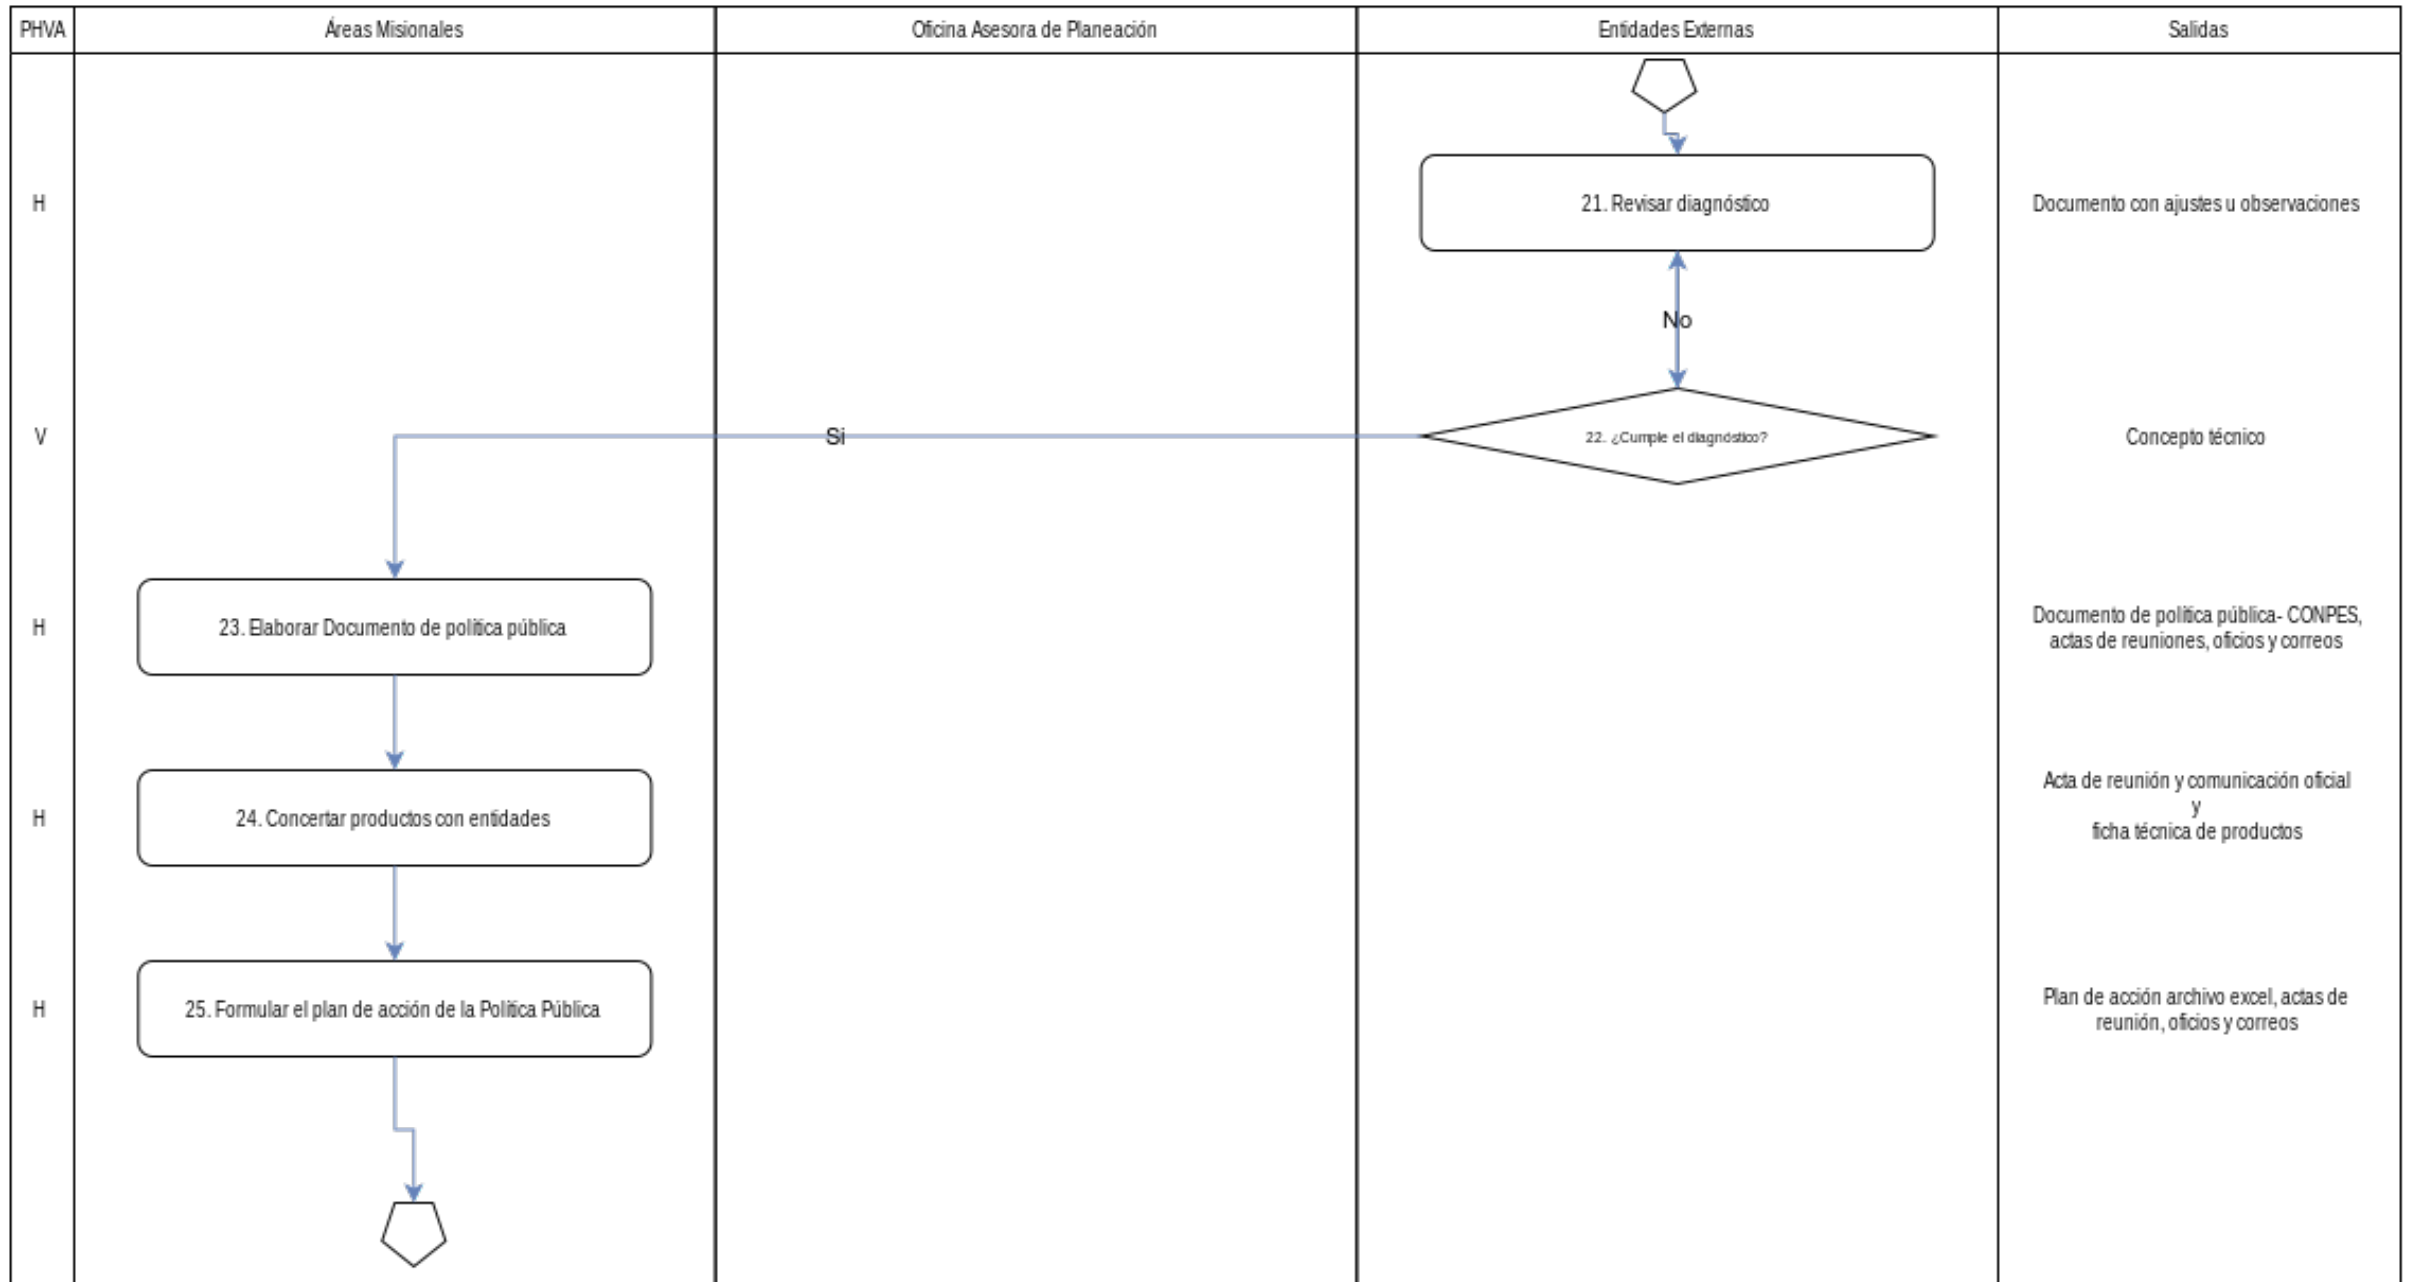 PHVA
Áreas Misionales
Oficina Asesora de Planeación
Entidades Externas
Salidas
H
21. Revisar diagnóstico
Documento con ajustes u observaciones
No
V
Si
22. ¿Cumple el diagnóstico?
Concepto técnico
H
23. Elaborar Documento de política pública
Documento de política pública- CONPES,
actas de reuniones, oficios y correos
H
24. Concertar productos con entidades
Acta de reunión y comunicación oficial
y
ficha técnica de productos
H
25. Formular el plan de acción de la Política Pública
Plan de acción archivo excel, actas de
reunión, oficios y correos